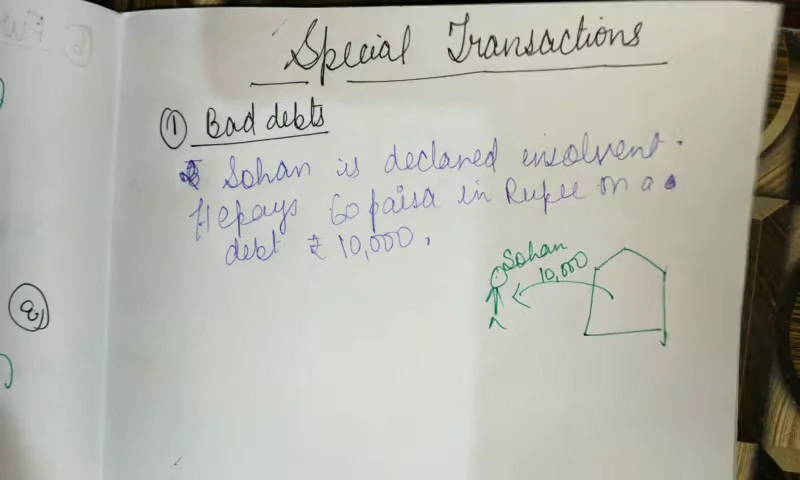 Special Transactions
① Bad debts
Sohan is declared insolvent.
He pays 60 paisa in Rupee on a
debt ₹ 10,000.
Sohan
10,000